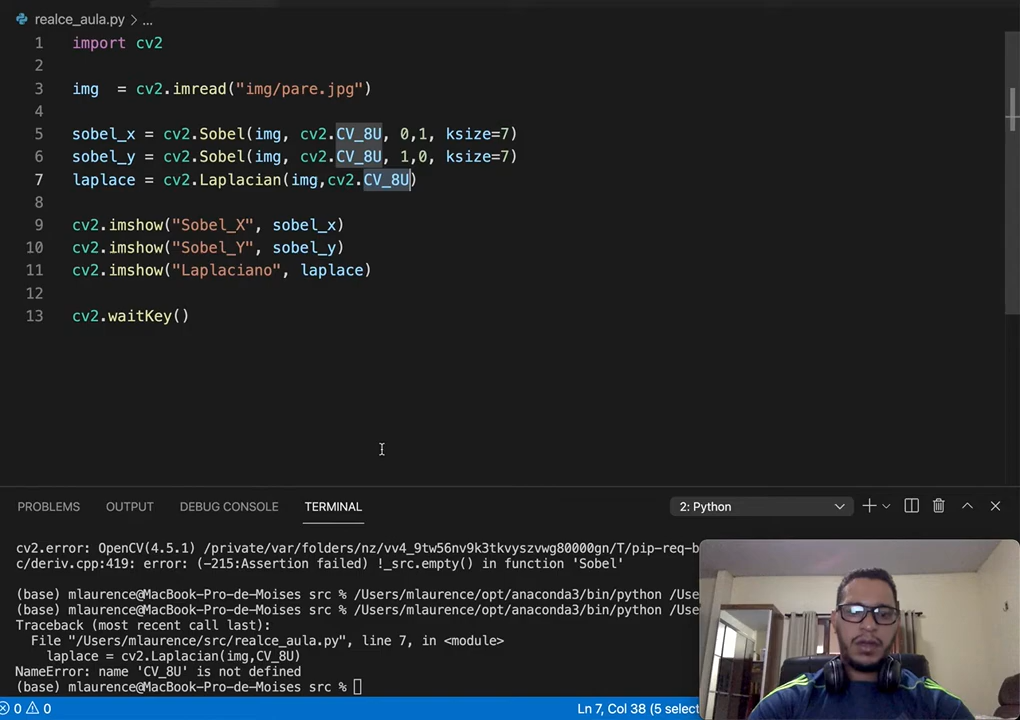 realce_aula.py > ...
1 import cv2
2
3 img = cv2.imread("img/pare.jpg")
4
5 sobel_x = cv2.Sobel(img, cv2.CV_8U, 0,1, ksize=7)
6 sobel_y = cv2.Sobel(img, cv2.CV_8U, 1,0, ksize=7)
7 laplace = cv2.Laplacian(img,cv2.CV_8U)
8
9 cv2.imshow("Sobel_X", sobel_x)
10 cv2.imshow("Sobel_Y", sobel_y)
11 cv2.imshow("Laplaciano", laplace)
12
13 cv2.waitKey()
PROBLEMS OUTPUT DEBUG CONSOLE TERMINAL 2: Python
cv2.error: OpenCV(4.5.1) /private/var/folders/nz/vv4_9tw56nv9k3tkvyszvwg80000gn/T/pip-req-b
c/deriv.cpp:419: error: (-215:Assertion failed) !_src.empty() in function 'Sobel'
(base) mlaurence@MacBook-Pro-de-Moises src % /Users/mlaurence/opt/anaconda3/bin/python /Use
(base) mlaurence@MacBook-Pro-de-Moises src % /Users/mlaurence/opt/anaconda3/bin/python /Use
Traceback (most recent call last):
File "/Users/mlaurence/src/realce_aula.py", line 7, in <module>
laplace = cv2.Laplacian(img,CV_8U)
NameError: name 'CV_8U' is not defined
(base) mlaurence@MacBook-Pro-de-Moises src %
0 0 Ln 7, Col 38 (5 select